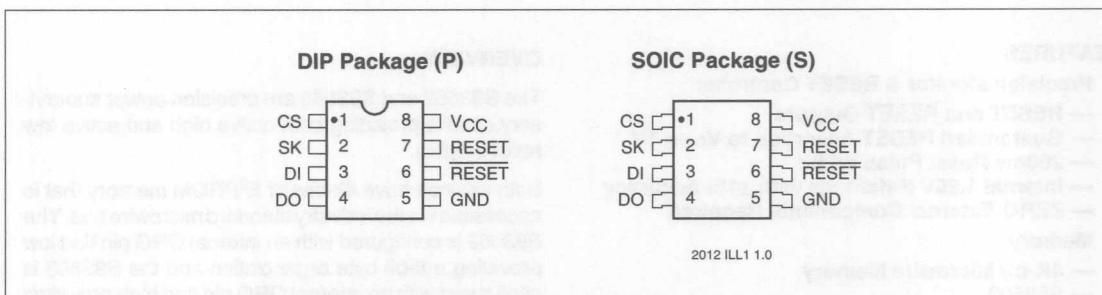 DIP Package (P)
CS 1 8 VCC
SK 2 7 RESET
DI 3 6 RESET
DO 4 5 GND
SOIC Package (S)
CS 1 8 VCC
SK 2 7 RESET
DI 3 6 RESET
DO 4 5 GND
2012 ILL1 1.0